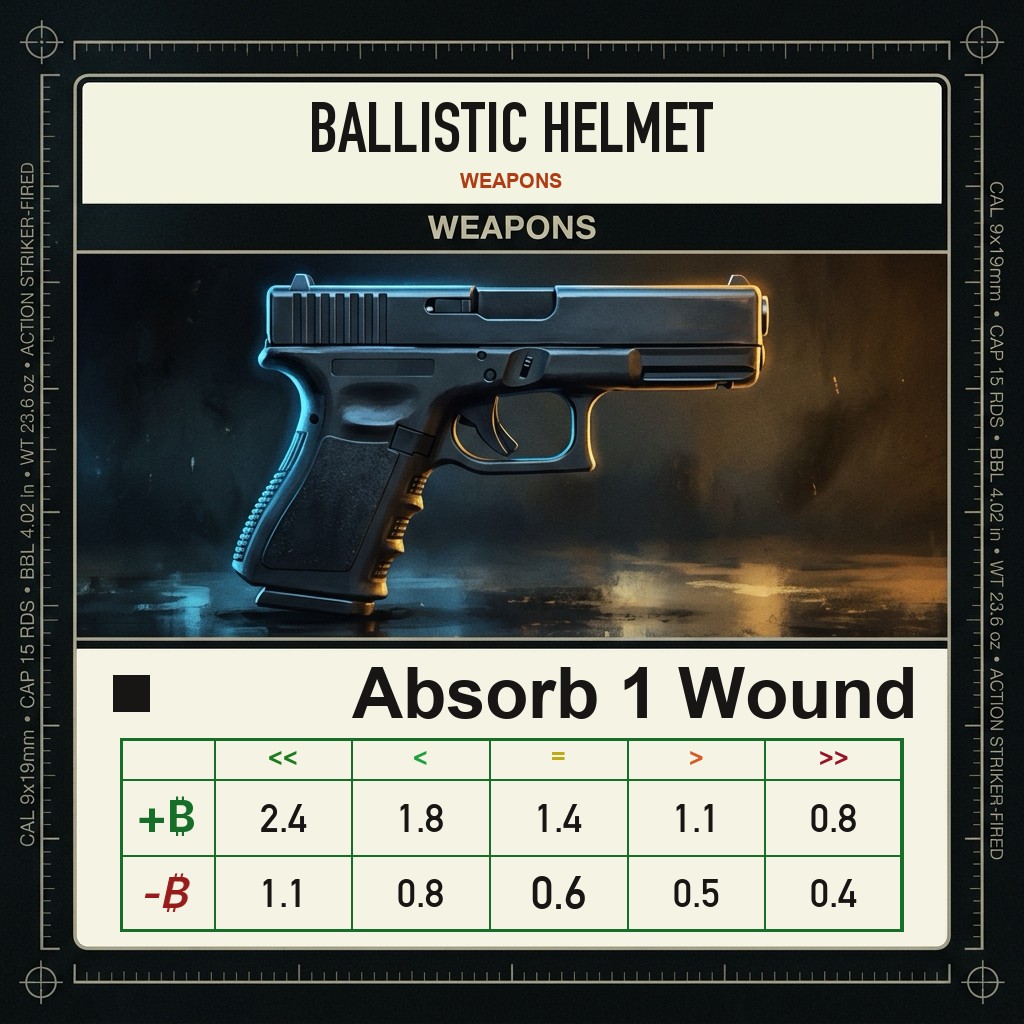 BALLISTIC HELMET
WEAPONS
WEAPONS
CAL 9x19mm • CAP 15 RDS • BBL 4.02 in • WT 23.6 oz • ACTION STRIKER-FIRED
CAL 9x19mm • CAP 15 RDS • BBL 4.02 in • WT 23.6 oz • ACTION STRIKER-FIRED
■ Absorb 1 Wound
<< < = > >>
+₿ 2.4 1.8 1.4 1.1 0.8
-₿ 1.1 0.8 0.6 0.5 0.4